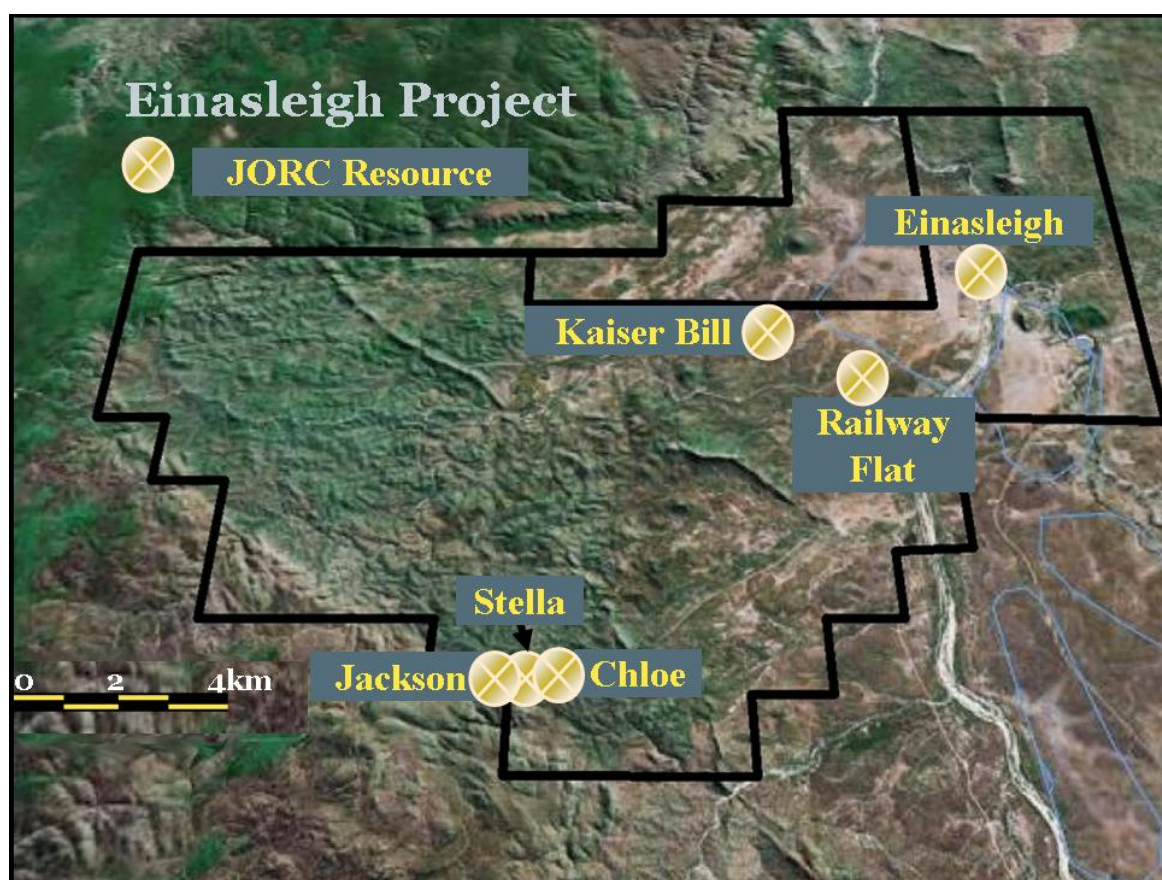 Einasleigh Project
JORC Resource
Einasleigh
Kaiser Bill
Railway
Flat
Stella
Jackson
Chloe
0 2 4km